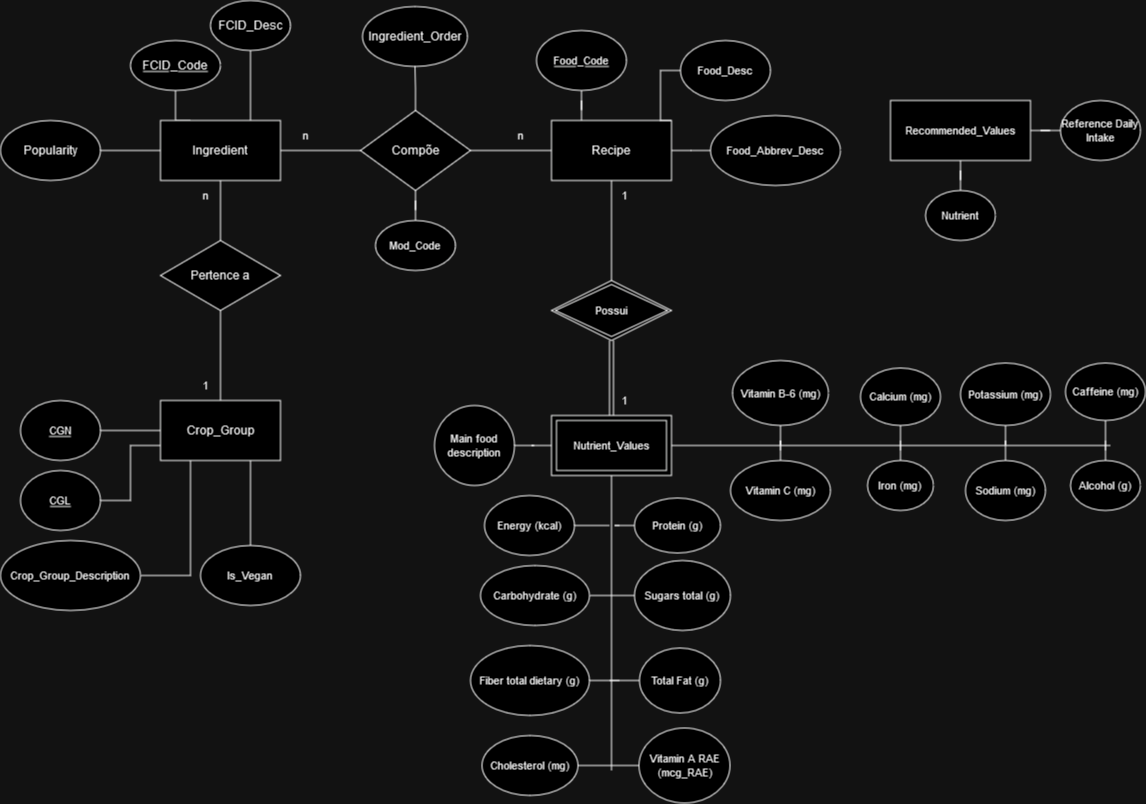 FCID_Desc
Ingredient_Order
FCID_Code
Food_Code
Food_Desc
Popularity
Ingredient
n
Compõe
n
Recipe
Food_Abbrev_Desc
Recommended_Values
Reference Daily
Intake
n
1
Nutrient
Mod_Code
Pertence a
Possui
1
1
CGN
Crop_Group
CGL
Crop_Group_Description
Is_Vegan
Main food
description
Nutrient_Values
Vitamin B-6 (mg)
Calcium (mg)
Potassium (mg)
Caffeine (mg)
Vitamin C (mg)
Iron (mg)
Sodium (mg)
Alcohol (g)
Energy (kcal)
Protein (g)
Carbohydrate (g)
Sugars total (g)
Fiber total dietary (g)
Total Fat (g)
Cholesterol (mg)
Vitamin A RAE
(mcg_RAE)